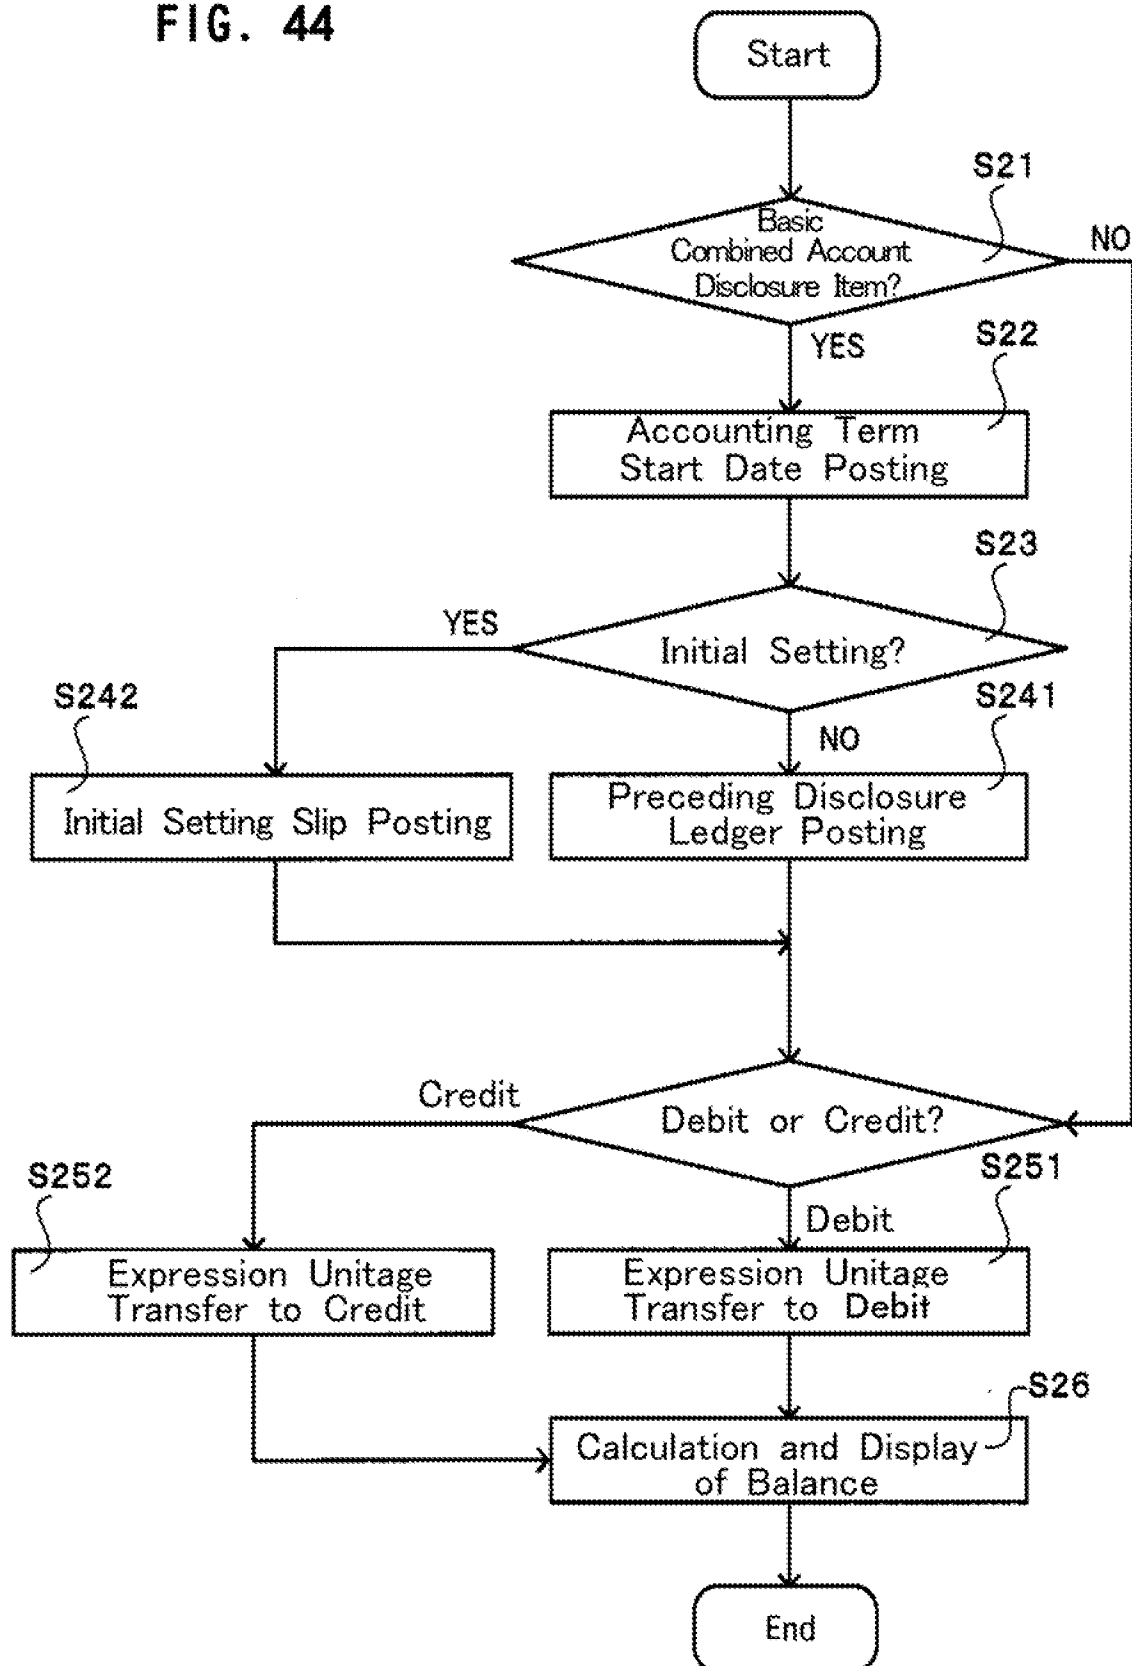 FIG. 44
Start
S21
Basic
Combined Account
Disclosure Item?
NO
YES
S22
Accounting Term
Start Date Posting
S23
YES
Initial Setting?
S242
S241
NO
Initial Setting Slip Posting
Preceding Disclosure
Ledger Posting
Credit
Debit or Credit?
S252
S251
Debit
Expression Unitage
Transfer to Credit
Expression Unitage
Transfer to Debit
S26
Calculation and Display
of Balance
End